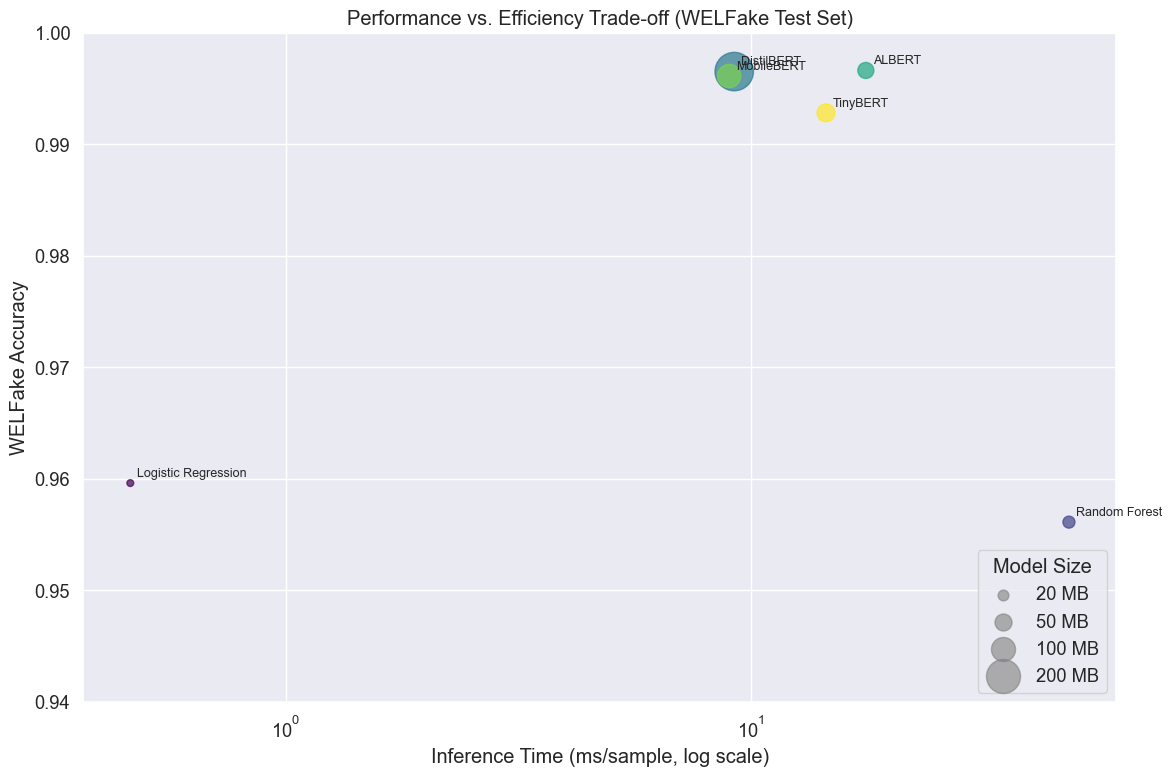 Performance vs. Efficiency Trade-off (WELFake Test Set)
1.00
0.99
0.98
0.97
0.96
0.95
0.94
WELFake Accuracy
DistilBERT
MobileBERT
ALBERT
TinyBERT
Logistic Regression
Random Forest
Model Size
20 MB
50 MB
100 MB
200 MB
10⁰
10¹
Inference Time (ms/sample, log scale)